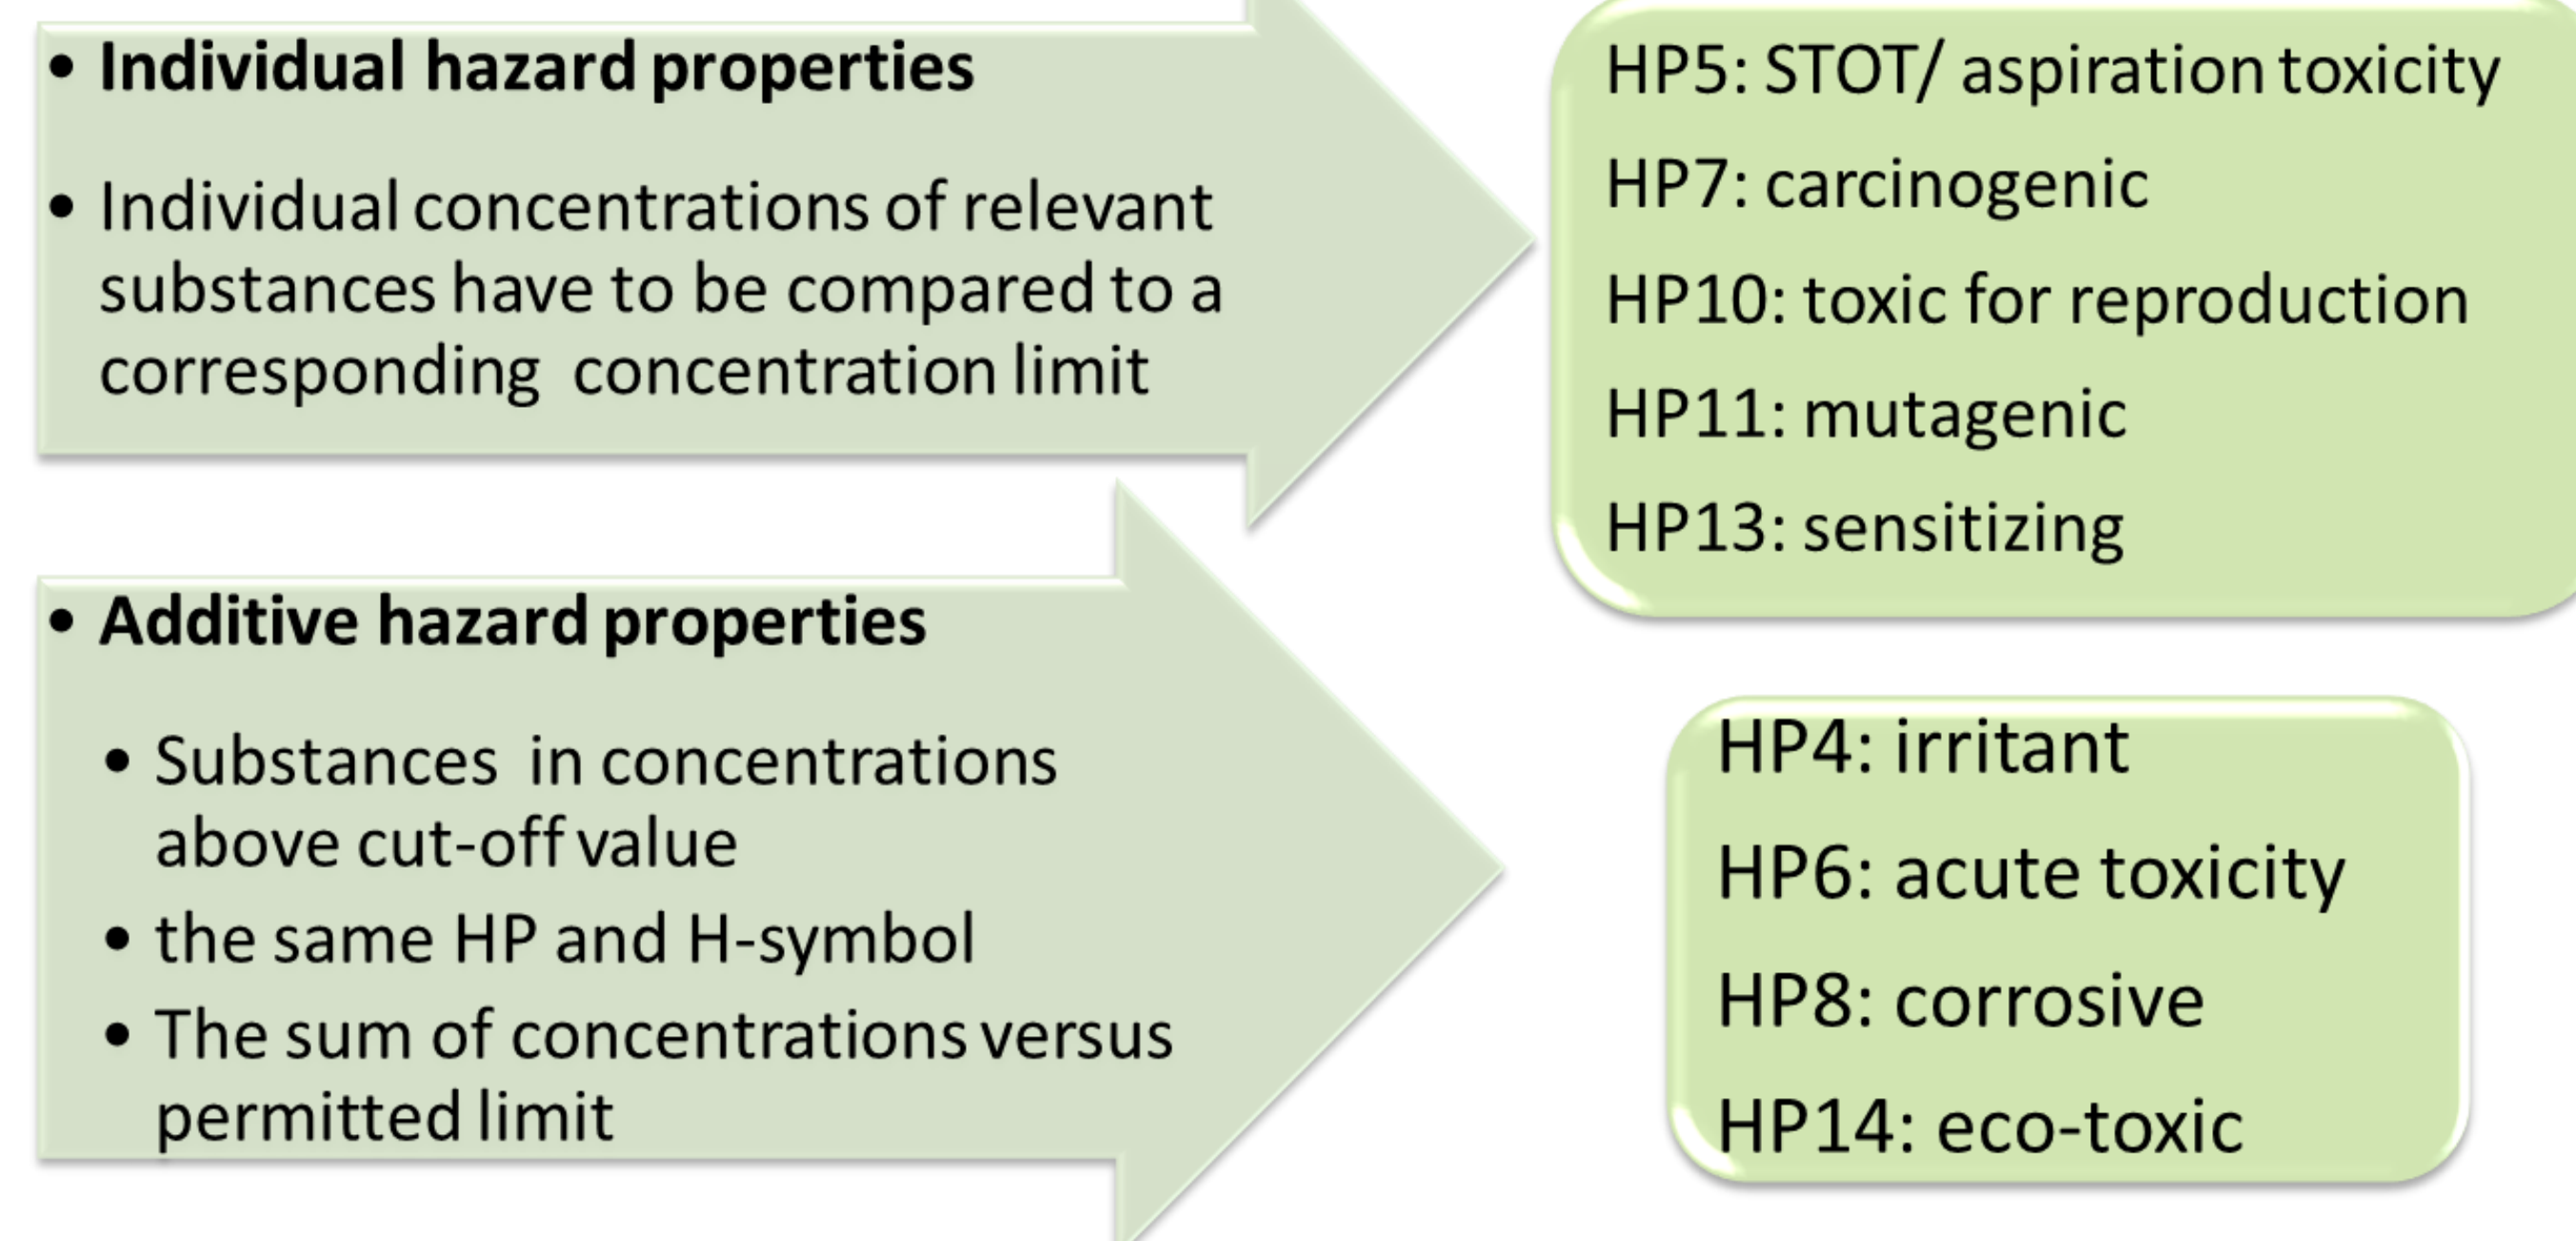 • Individual hazard properties
• Individual concentrations of relevant
substances have to be compared to a
corresponding concentration limit
HP5: STOT/ aspiration toxicity
HP7: carcinogenic
HP10: toxic for reproduction
HP11: mutagenic
HP13: sensitizing
• Additive hazard properties
• Substances in concentrations
above cut-off value
• the same HP and H-symbol
• The sum of concentrations versus
permitted limit
HP4: irritant
HP6: acute toxicity
HP8: corrosive
HP14: eco-toxic